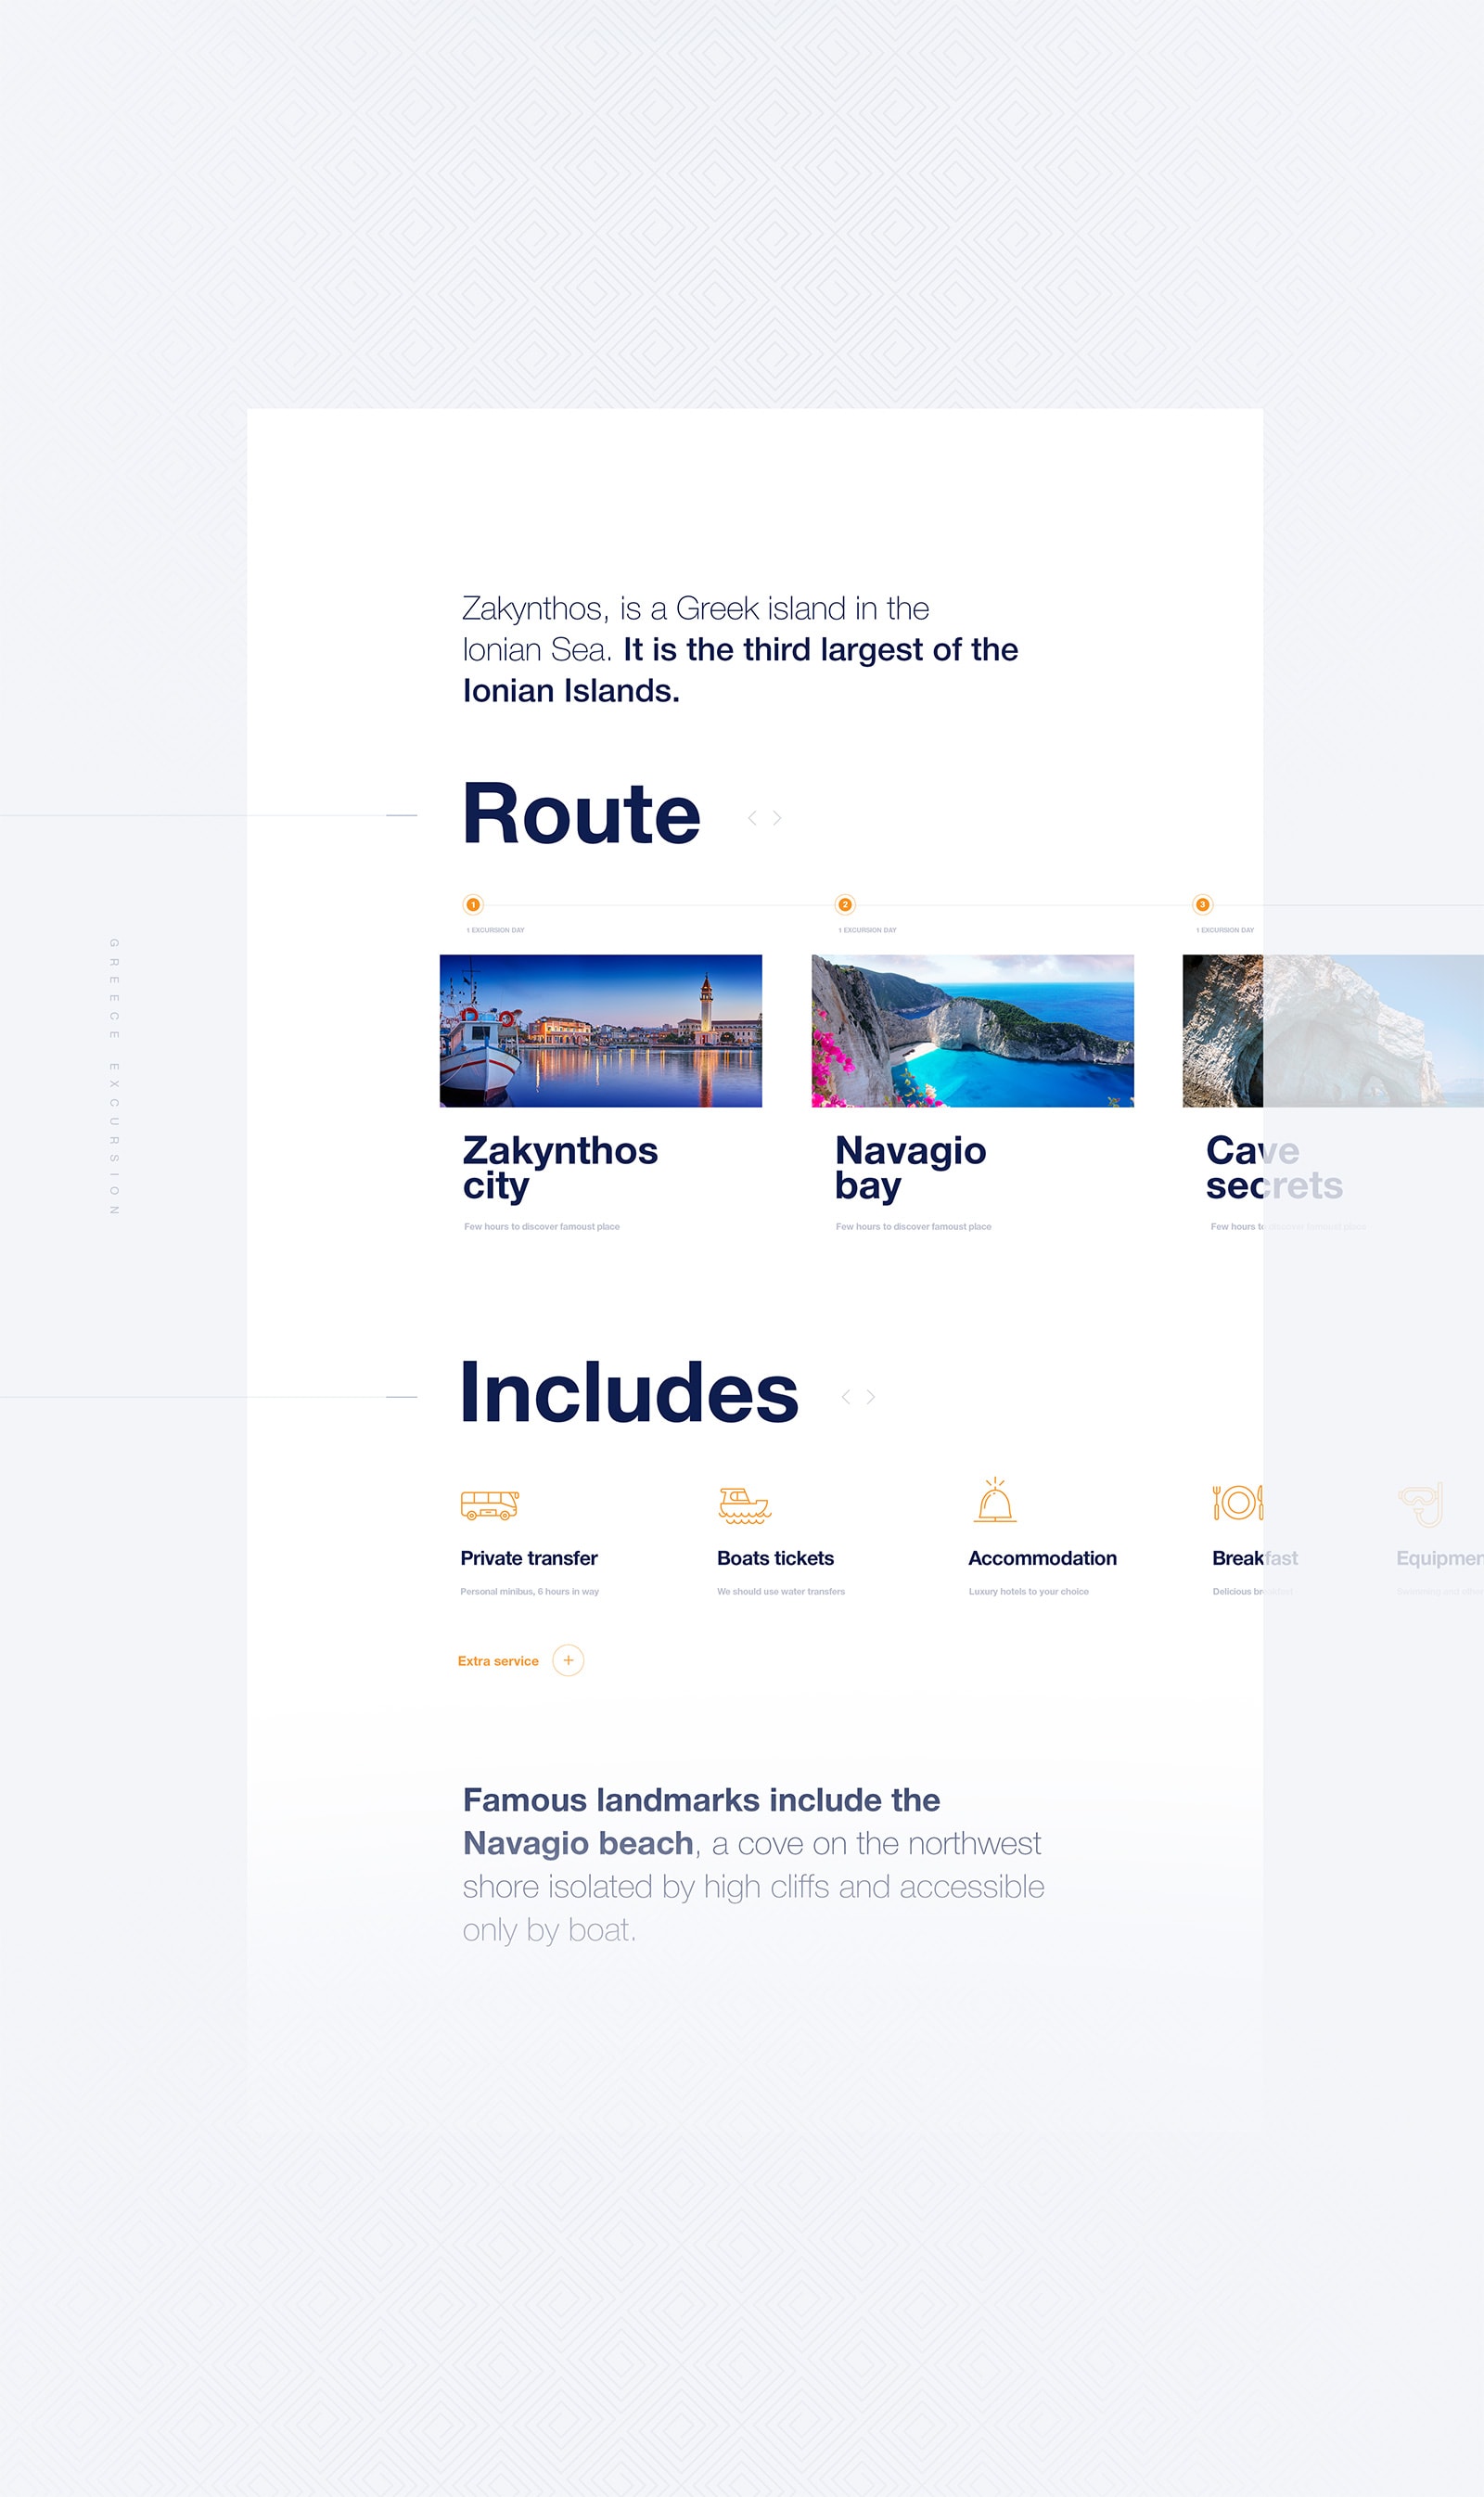 Zakynthos, is a Greek island in the
Ionian Sea. It is the third largest of the
Ionian Islands.
Route
1
2
3
1 EXCURSION DAY
1 EXCURSION DAY
1 EXCURSION DAY
GREECE EXCURSION
Zakynthos
city
Few hours to discover famoust place
Navagio
bay
Few hours to discover famoust place
Cave
secrets
Few hours to discover famoust place
Includes
Private transfer
Personal minibus, 6 hours in way
Boats tickets
We should use water transfers
Accommodation
Luxury hotels to your choice
Breakfast
Delicious
Equipmen
Extra service +
Famous landmarks include the
Navagio beach, a cove on the northwest
shore isolated by high cliffs and accessible
only by boat.